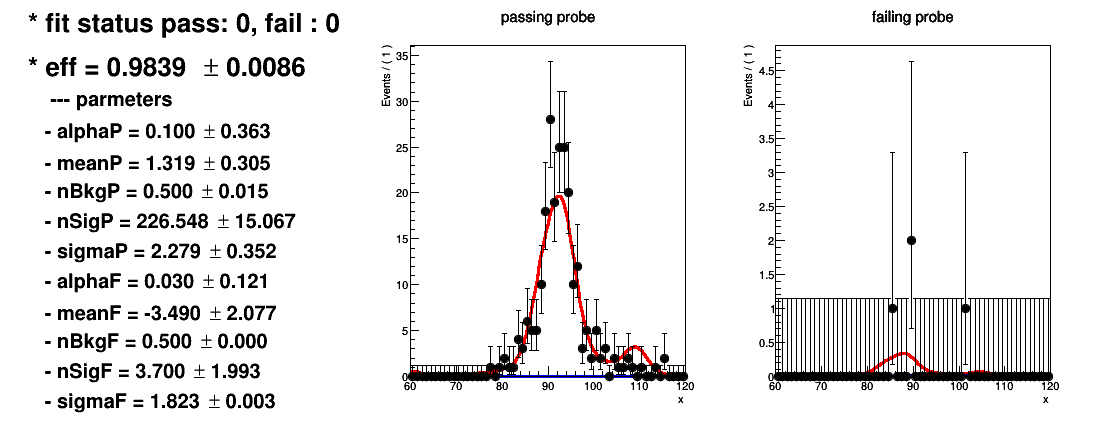 * fit status pass: 0, fail : 0
* eff = 0.9839 ± 0.0086
--- parmeters
- alphaP = 0.100 ± 0.363
- meanP = 1.319 ± 0.305
- nBkgP = 0.500 ± 0.015
- nSigP = 226.548 ± 15.067
- sigmaP = 2.279 ± 0.352
- alphaF = 0.030 ± 0.121
- meanF = -3.490 ± 2.077
- nBkgF = 0.500 ± 0.000
- nSigF = 3.700 ± 1.993
- sigmaF = 1.823 ± 0.003
passing probe
Events / ( 1 )
35
30
25
20
15
10
5
0
60 70 80 90 100 110 120
x
failing probe
Events / ( 1 )
4.5
4
3.5
3
2.5
2
1.5
1
0.5
0
60 70 80 90 100 110 120
x